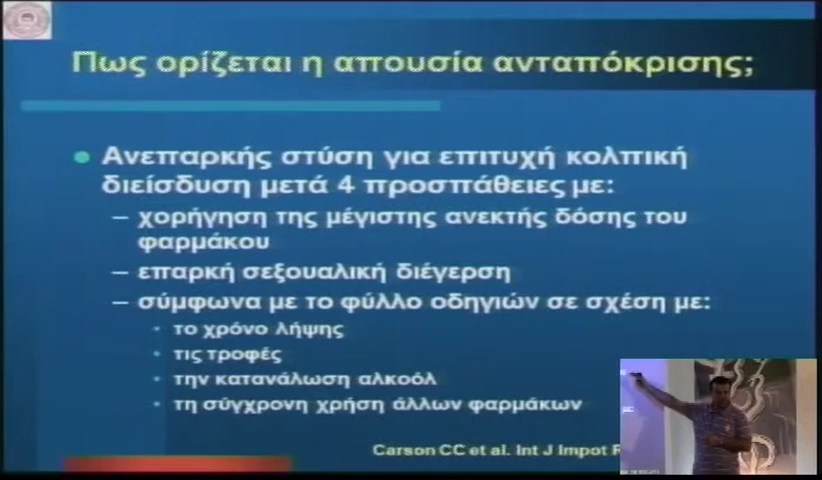 Πως ορίζεται η απουσία ανταπόκρισης;
Ανεπαρκής στύση για επιτυχή κολπική
διείσδυση μετά 4 προσπάθειες με:
– χορήγηση της μέγιστης ανεκτής δόσης του
φαρμάκου
– επαρκή σεξουαλική διέγερση
– σύμφωνα με το φύλλο οδηγιών σε σχέση με:
• το χρόνο λήψης
• τις τροφές
• την κατανάλωση αλκοόλ
• τη σύγχρονη χρήση άλλων φαρμάκων
Carson CC et al. Int J Impot